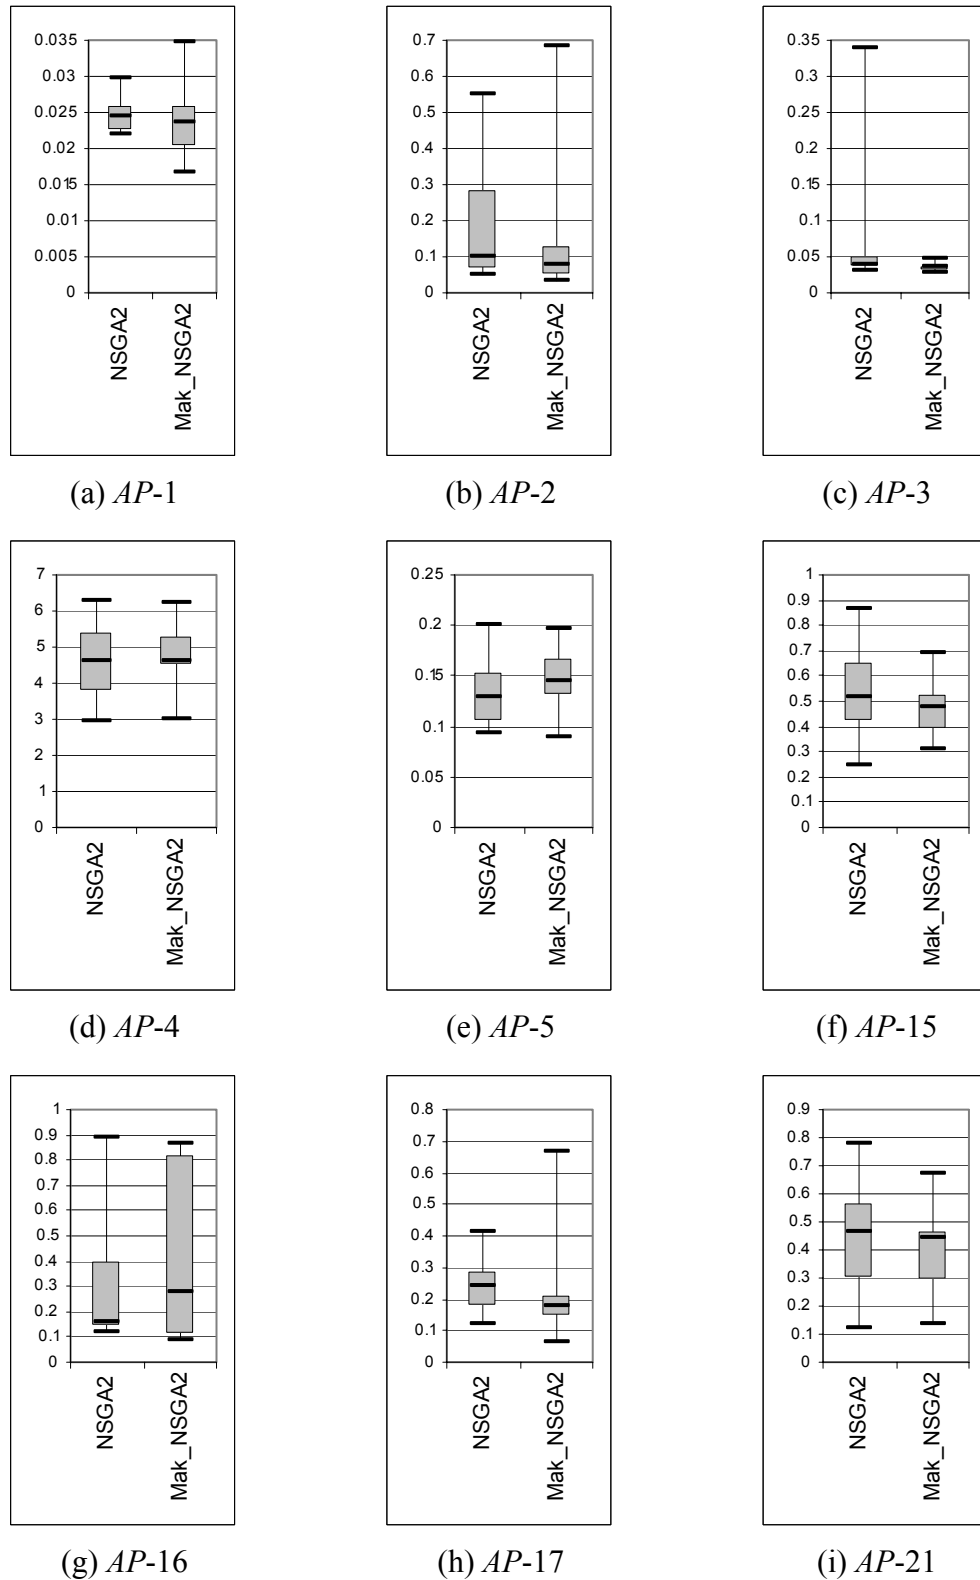 0.035
0.03
0.025
0.02
0.015
0.01
0.005
0
NSGA2
Mak_NSGA2
(a) AP-1
0.7
0.6
0.5
0.4
0.3
0.2
0.1
0
NSGA2
Mak_NSGA2
(b) AP-2
0.35
0.3
0.25
0.2
0.15
0.1
0.05
0
NSGA2
Mak_NSGA2
(c) AP-3
7
6
5
4
3
2
1
0
NSGA2
Mak_NSGA2
(d) AP-4
0.25
0.2
0.15
0.1
0.05
0
NSGA2
Mak_NSGA2
(e) AP-5
1
0.9
0.8
0.7
0.6
0.5
0.4
0.3
0.2
0.1
0
NSGA2
Mak_NSGA2
(f) AP-15
1
0.9
0.8
0.7
0.6
0.5
0.4
0.3
0.2
0.1
0
NSGA2
Mak_NSGA2
(g) AP-16
0.8
0.7
0.6
0.5
0.4
0.3
0.2
0.1
0
NSGA2
Mak_NSGA2
(h) AP-17
0.9
0.8
0.7
0.6
0.5
0.4
0.3
0.2
0.1
0
NSGA2
Mak_NSGA2
(i) AP-21